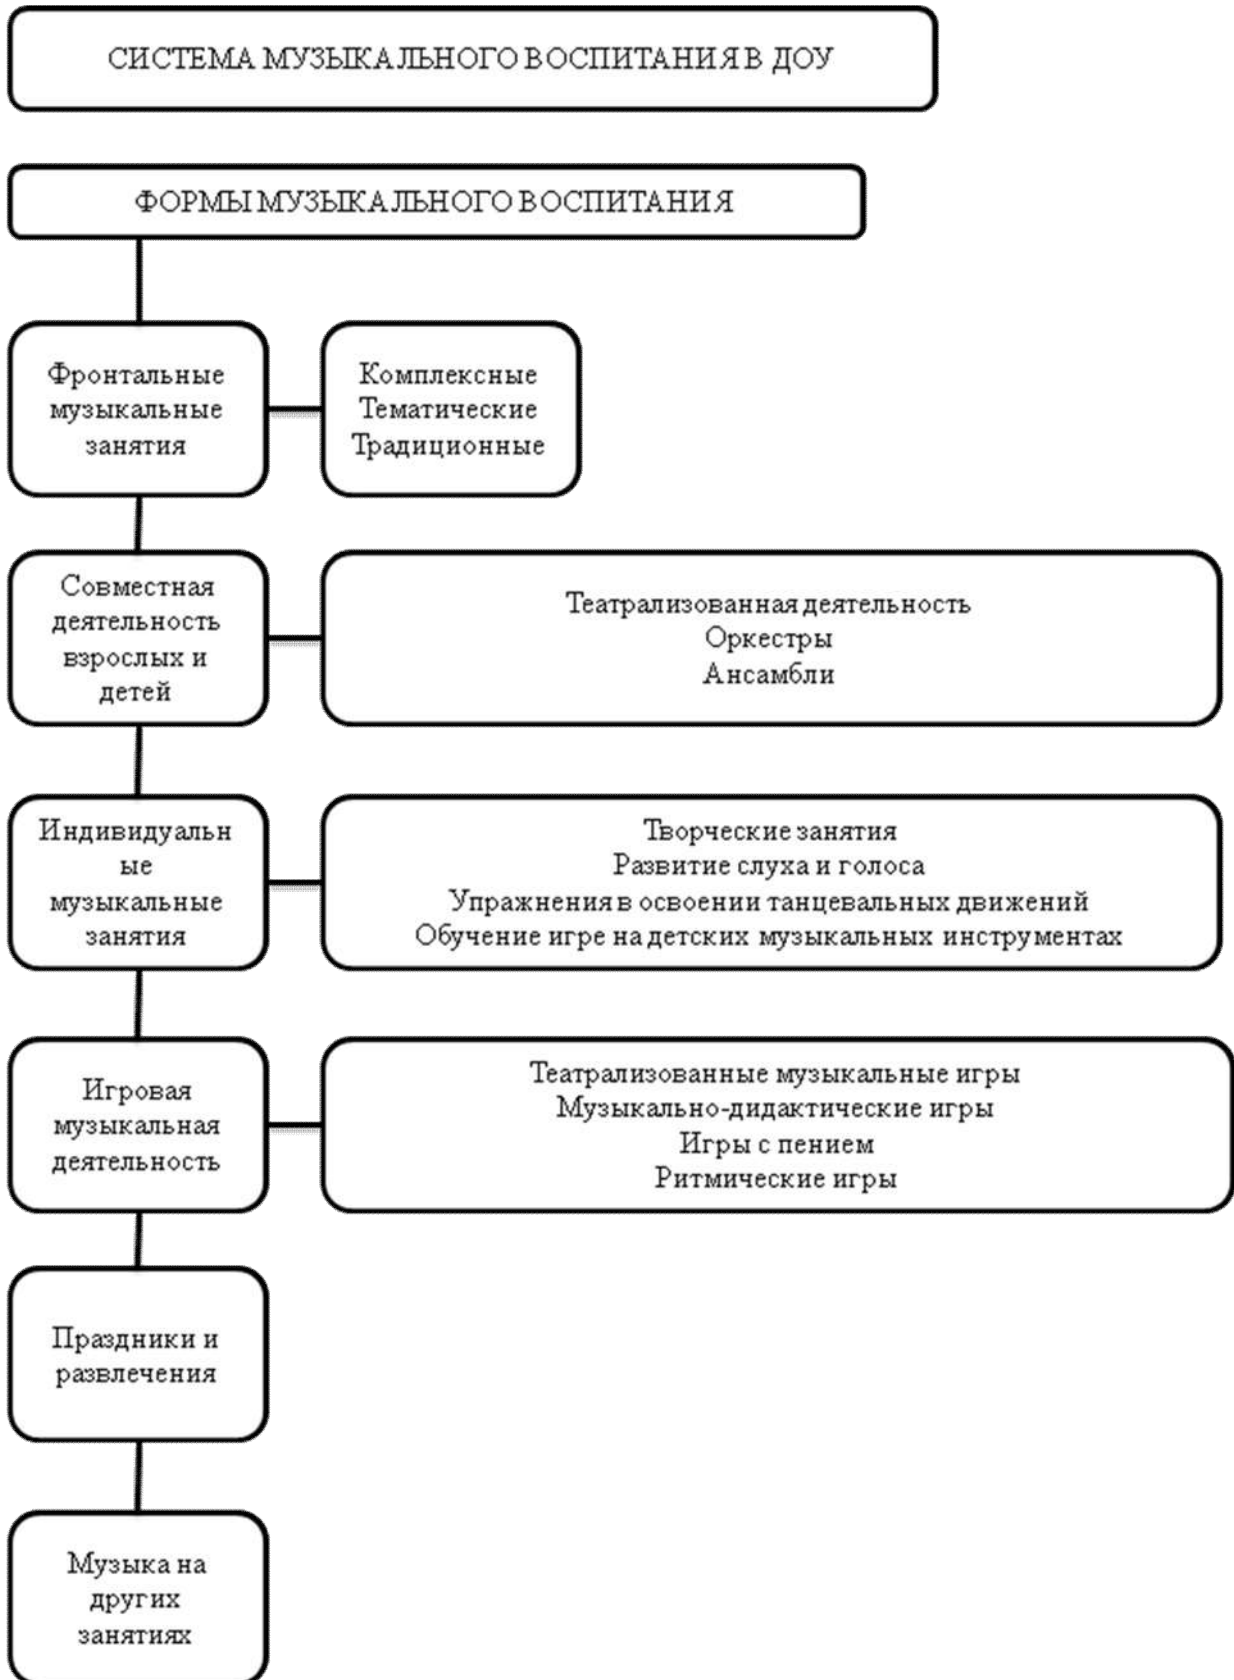 СИСТЕМА МУЗЫКАЛЬНОГО ВОСПИТАНИЯ В ДОУ
ФОРМЫ МУЗЫКАЛЬНОГО ВОСПИТАНИЯ
Фронтальные
музыкальные
занятия
Комплексные
Тематические
Традиционные
Совместная
деятельность
взрослых и
детей
Театрализованная деятельность
Оркестры
Ансамбли
Индивидуальн
ые
музыкальные
занятия
Творческие занятия
Развитие слуха и голоса
Упражнения в освоении танцевальных движений
Обучение игре на детских музыкальных инструментах
Игровая
музыкальная
деятельность
Театрализованные музыкальные игры
Музыкально-дидактические игры
Игры с пением
Ритмические игры
Праздники и
развлечения
Музыка на
других
занятиях